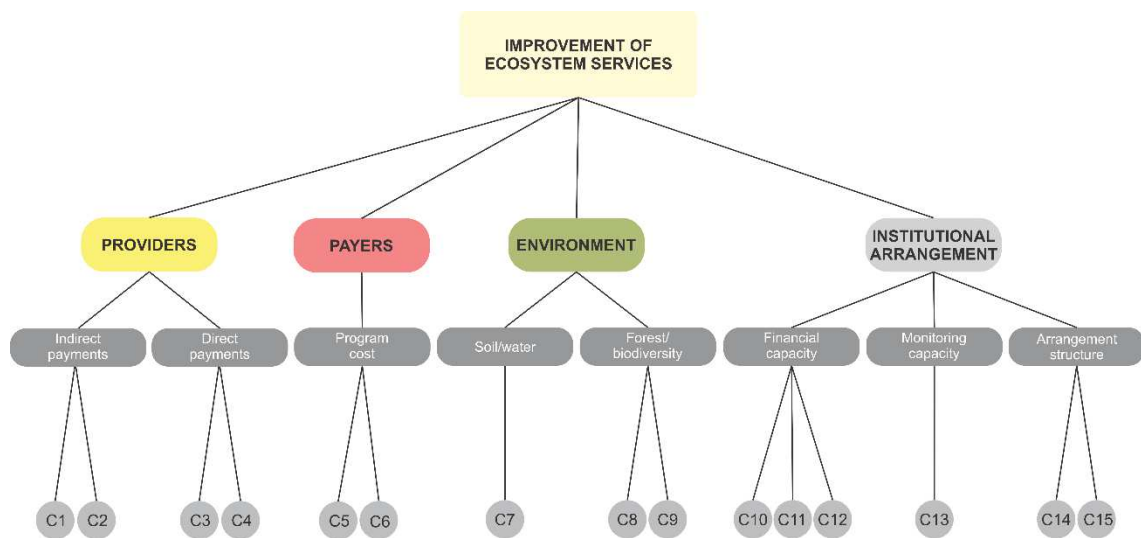 IMPROVEMENT OF
ECOSYSTEM SERVICES
PROVIDERS
PAYERS
ENVIRONMENT
INSTITUTIONAL
ARRANGEMENT
Indirect
payments
Direct
payments
Program
cost
Soil/water
Forest/
biodiversity
Financial
capacity
Monitoring
capacity
Arrangement
structure
C1
C2
C3
C4
C5
C6
C7
C8
C9
C10
C11
C12
C13
C14
C15